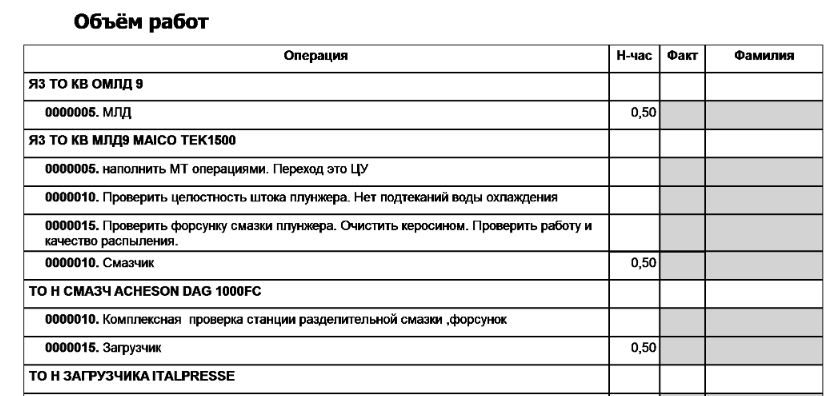 Объём работ
Операция Н-час Факт Фамилия
ЯЗ ТО КВ ОМЛД 9
0000005. МЛД 0,50
ЯЗ ТО КВ МЛД9 MAICO TEK1500
0000005. наполнить МТ операциями. Переход это ЦУ
0000010. Проверить целостность штока плунжера. Нет подтеканий воды охлаждения
0000015. Проверить форсунку смазки плунжера. Очистить керосином. Проверить работу и
качество распыления.
0000010. Смазчик 0,50
ТО Н СМАЗЧ ACHESON DAG 1000FC
0000010. Комплексная проверка станции разделительной смазки ,форсунок
0000015. Загрузчик 0,50
ТО Н ЗАГРУЗЧИКА ITALPRESSE